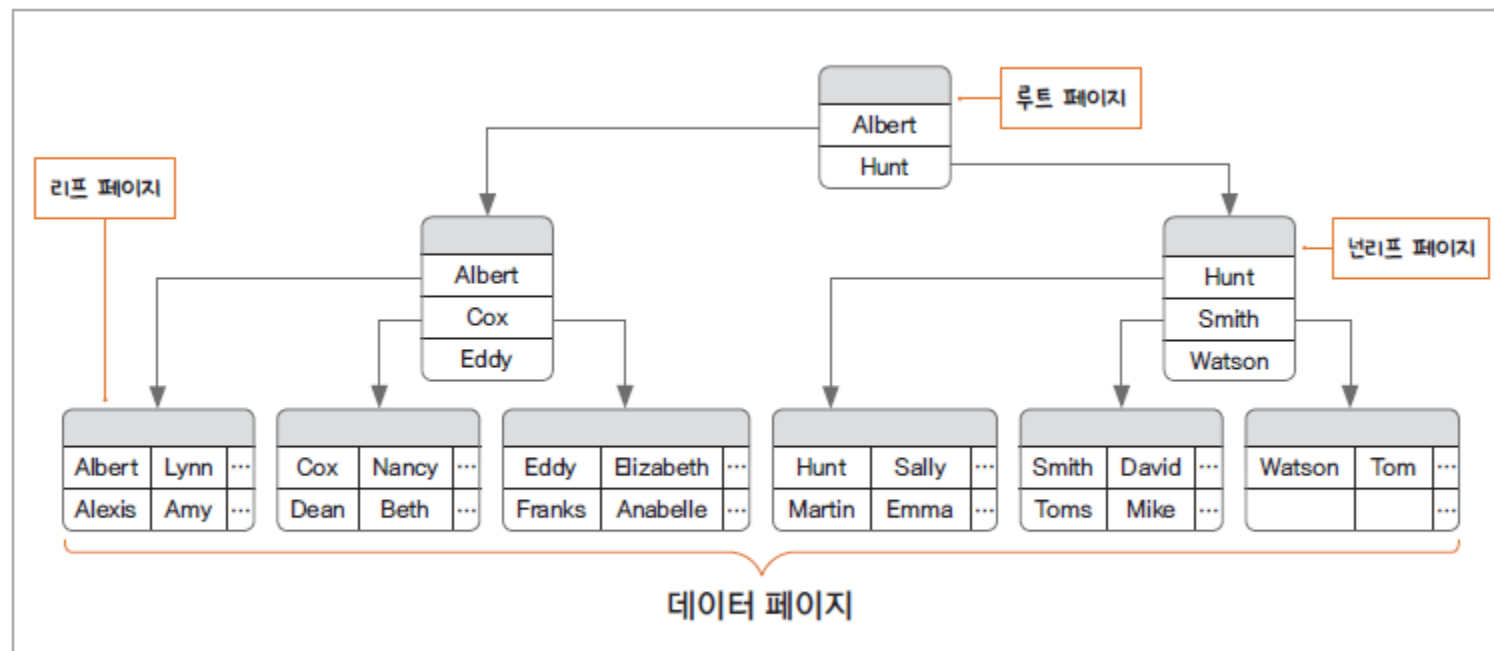 루트 페이지
Albert
Hunt
리프 페이지
넌리프 페이지
Albert
Cox
Eddy
Hunt
Smith
Watson
Albert Lynn ...
Alexis Amy ...
Cox Nancy ...
Dean Beth ...
Eddy Elizabeth ...
Franks Anabelle ...
Hunt Sally ...
Martin Emma ...
Smith David ...
Toms Mike ...
Watson Tom ...
...
데이터 페이지